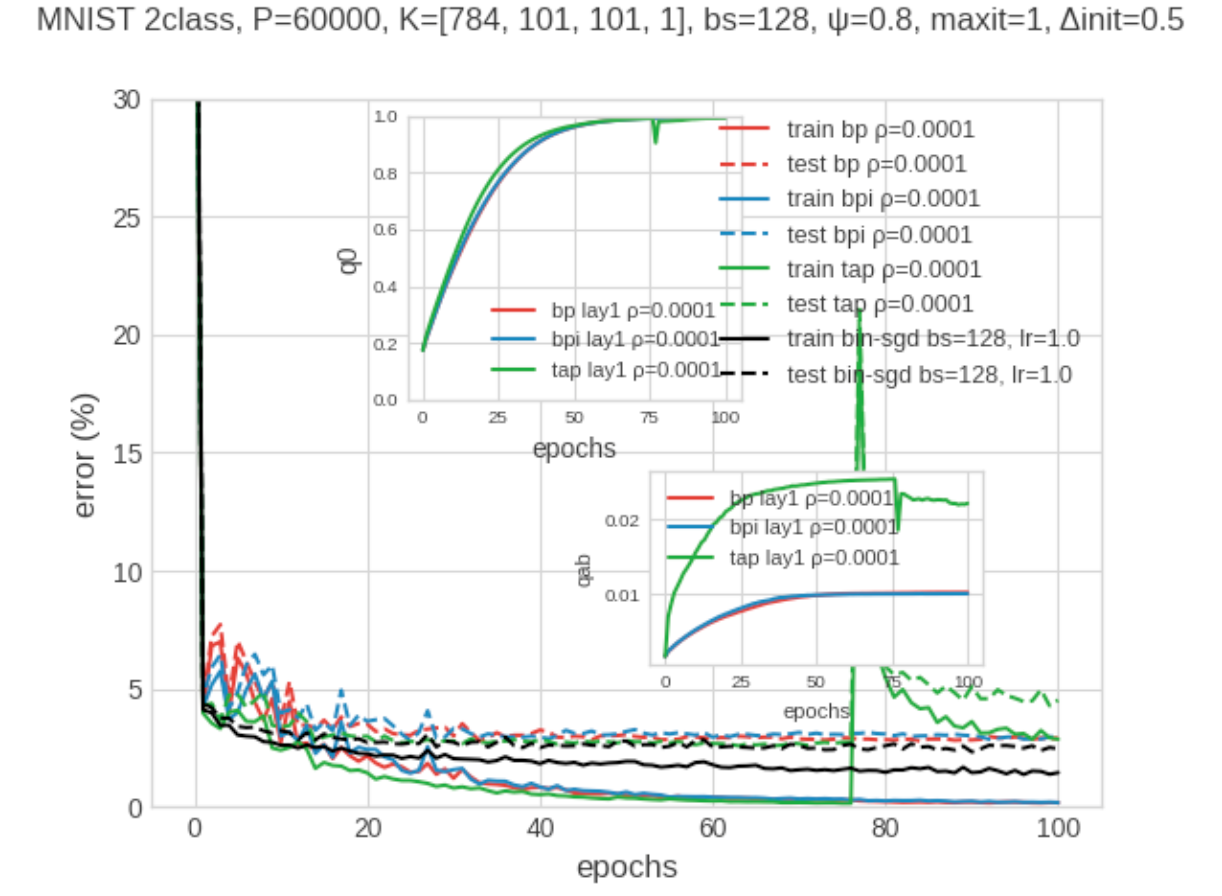 MNIST 2class, P=60000, K=[784, 101, 101, 1], bs=128, ψ=0.8, maxit=1, Δinit=0.5
30
25
20
15
10
5
0
error (%)
0
20
40
60
80
100
epochs
train bp ρ=0.0001
test bp ρ=0.0001
train bpi ρ=0.0001
test bpi ρ=0.0001
train tap ρ=0.0001
test tap ρ=0.0001
train bin-sgd bs=128, lr=1.0
test bin-sgd bs=128, lr=1.0
1.0
0.8
0.6
0.4
0.2
0.0
q0
bp lay1 ρ=0.0001
bpi lay1 ρ=0.0001
tap lay1 ρ=0.0001
0
25
50
75
100
epochs
0.02
0.01
qab
bp lay1 ρ=0.0001
bpi lay1 ρ=0.0001
tap lay1 ρ=0.0001
0
25
50
75
100
epochs